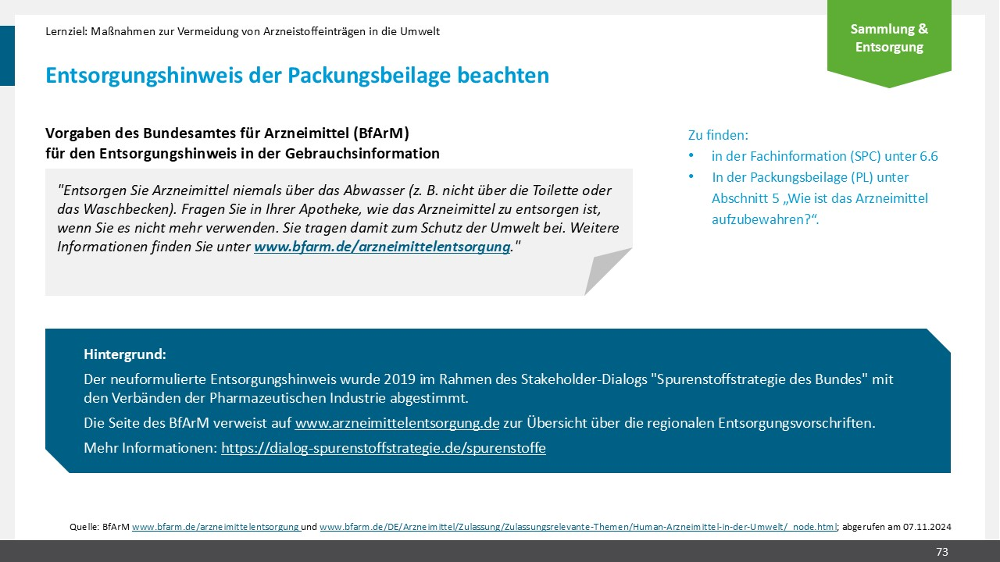 Lernziel: Maßnahmen zur Vermeidung von Arzneistoffeinträgen in die Umwelt
Sammlung &
Entsorgung
Entsorgungshinweis der Packungsbeilage beachten
Vorgaben des Bundesamtes für Arzneimittel (BfArM)
für den Entsorgungshinweis in der Gebrauchsinformation
"Entsorgen Sie Arzneimittel niemals über das Abwasser (z. B. nicht über die Toilette oder
das Waschbecken). Fragen Sie in Ihrer Apotheke, wie das Arzneimittel zu entsorgen ist,
wenn Sie es nicht mehr verwenden. Sie tragen damit zum Schutz der Umwelt bei. Weitere
Informationen finden Sie unter www.bfarm.de/arzneimittelentsorgung."
Zu finden:
• in der Fachinformation (SPC) unter 6.6
• In der Packungsbeilage (PL) unter
Abschnitt 5 „Wie ist das Arzneimittel
aufzubewahren?“.
Hintergrund:
Der neuformulierte Entsorgungshinweis wurde 2019 im Rahmen des Stakeholder-Dialogs "Spurenstoffstrategie des Bundes" mit
den Verbänden der Pharmazeutischen Industrie abgestimmt.
Die Seite des BfArM verweist auf www.arzneimittelentsorgung.de zur Übersicht über die regionalen Entsorgungsvorschriften.
Mehr Informationen: https://dialog-spurenstoffstrategie.de/spurenstoffe
Quelle: BfArM www.bfarm.de/arzneimittelentsorgung und www.bfarm.de/DE/Arzneimittel/Zulassung/Zulassungsrelevante-Themen/Human-Arzneimittel-in-der-Umwelt/_node.html; abgerufen am 07.11.2024
73